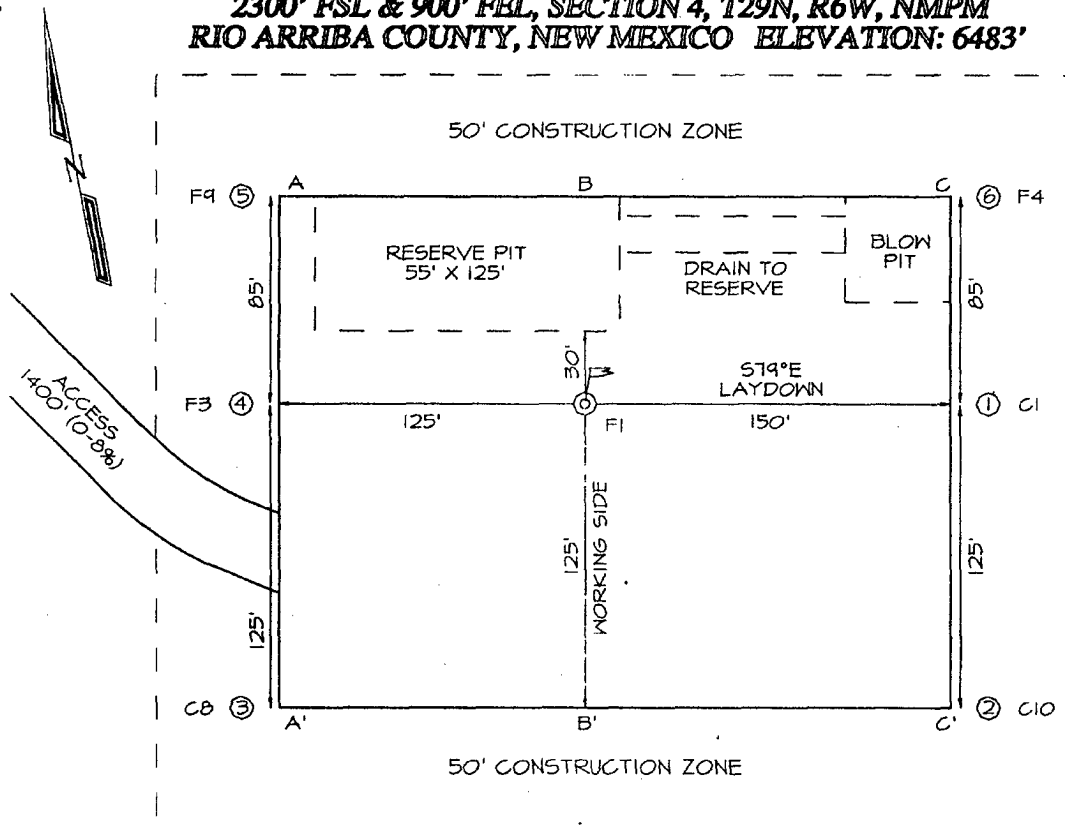 2300' FSL & 900' FEL, SECTION 4, T29N, R6W, NMPM
RIO ARRIBA COUNTY, NEW MEXICO ELEVATION: 6483'
N
50' CONSTRUCTION ZONE
F9 ⑤ A B C ⑥ F4
RESERVE PIT
55' X 125'
BLOW
PIT
DRAIN TO
RESERVE
85'
85'
30'
S79°E
LAYDOWN
ACCESS
1400' (0-8%)
F3 ④ ① C1
125' F1 150'
125'
WORKING SIDE
125'
125'
C8 ③ A' B' C' ② C10
50' CONSTRUCTION ZONE